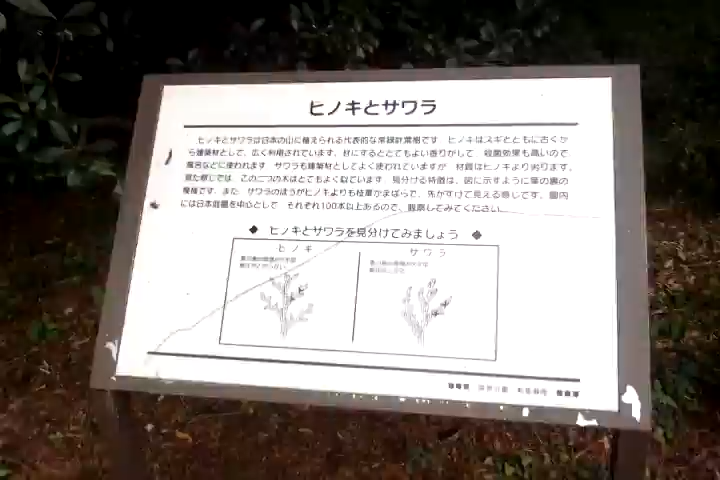 ヒノキとサワラ
ヒノキとサワラは日本の山に植えられる代表的な常緑針葉樹です ヒノキはスギとともに古くか
ら建築材として、広く利用されています。材にするととてもよい香りがして 殺菌効果も高いので
風呂などに使われます サワラも建築材としてよく使われていますが 材質はヒノキより劣ります。
見た感じでは、この二つの木はとてもよく似ています 見分ける特徴は、図に示すように葉の裏の
模様です。また、サワラのほうがヒノキよりも枝葉がまばらで、先がすけて見える感じです。園内
には日本庭園を中心として それぞれ100本以上あるので、観察してみてください
◆ ヒノキとサワラを見分けてみましょう ◆
ヒノキ
サワラ